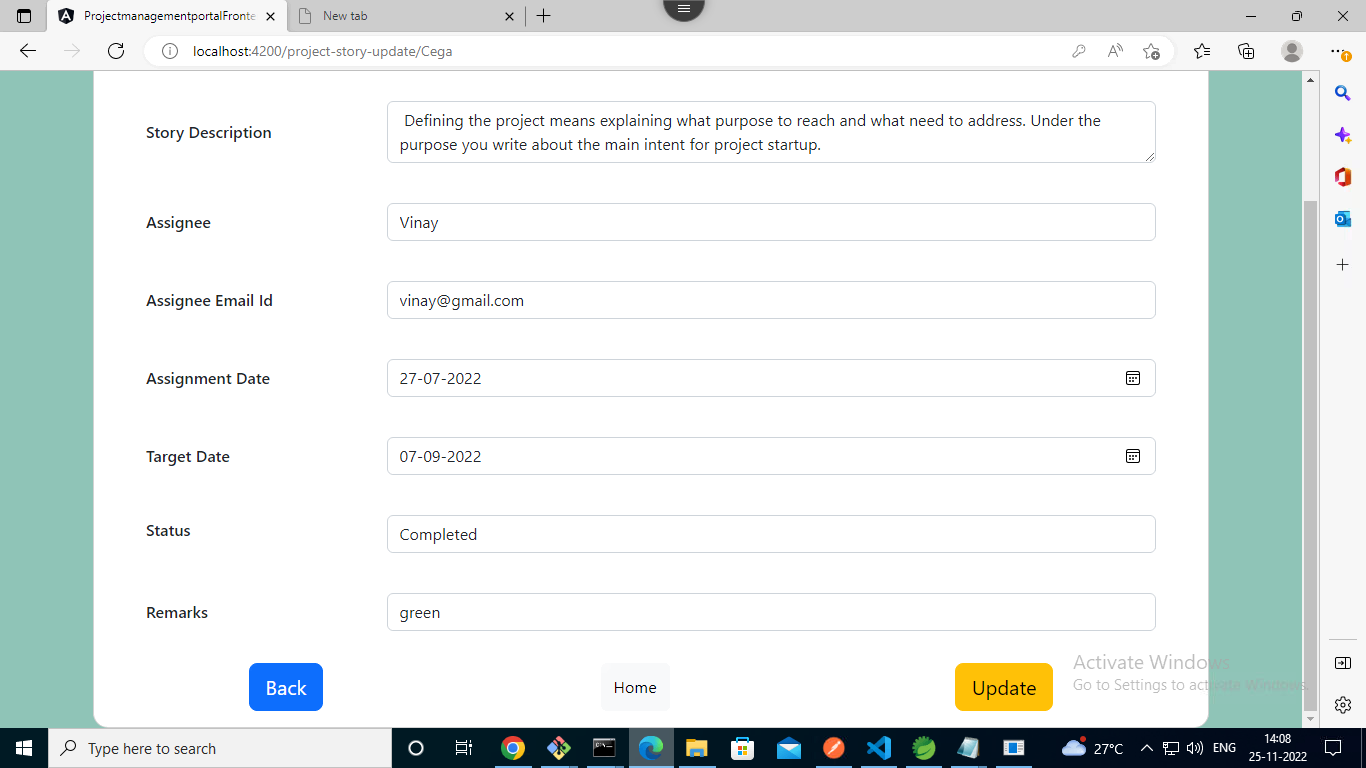 ProjectmanagementportalFronte
New tab
localhost:4200/project-story-update/Cega
Story Description
Defining the project means explaining what purpose to reach and what need to address. Under the
purpose you write about the main intent for project startup.
Assignee
Vinay
Assignee Email Id
vinay@gmail.com
Assignment Date
27-07-2022
Target Date
07-09-2022
Status
Completed
Remarks
green
Back
Home
Update
Activate Windows
Go to Settings to activate Windows.
Type here to search
27°C
ENG
14:08
25-11-2022